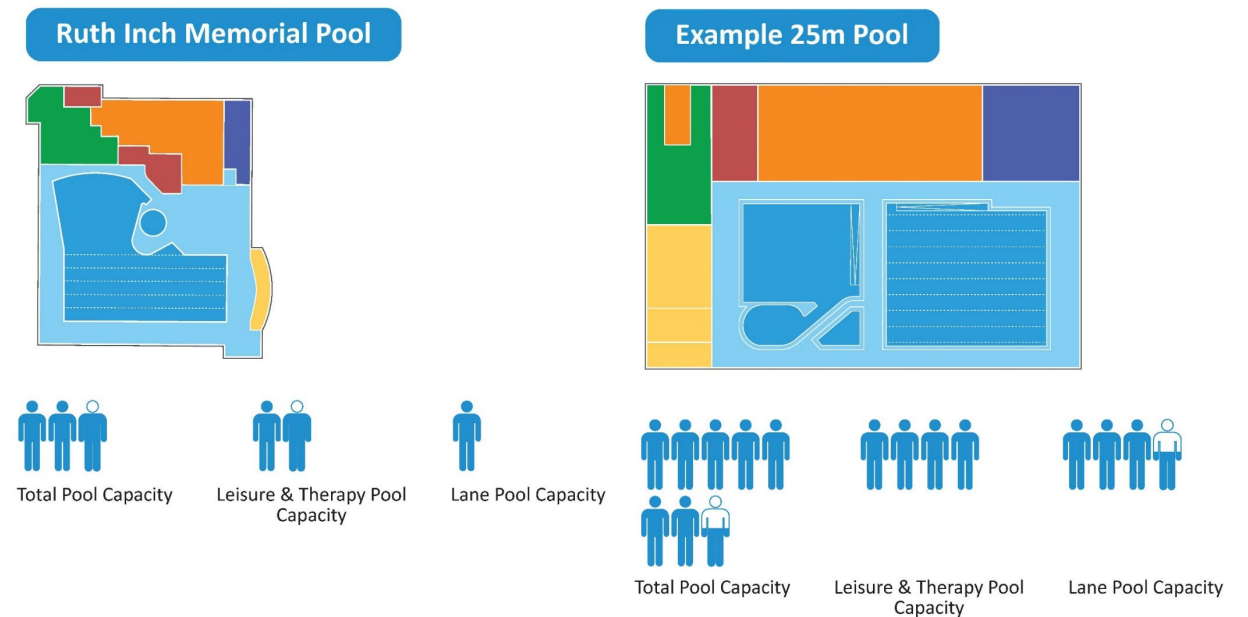 Ruth Inch Memorial Pool
Example 25m Pool
Total Pool Capacity
Leisure & Therapy Pool
Capacity
Lane Pool Capacity
Total Pool Capacity
Leisure & Therapy Pool
Capacity
Lane Pool Capacity